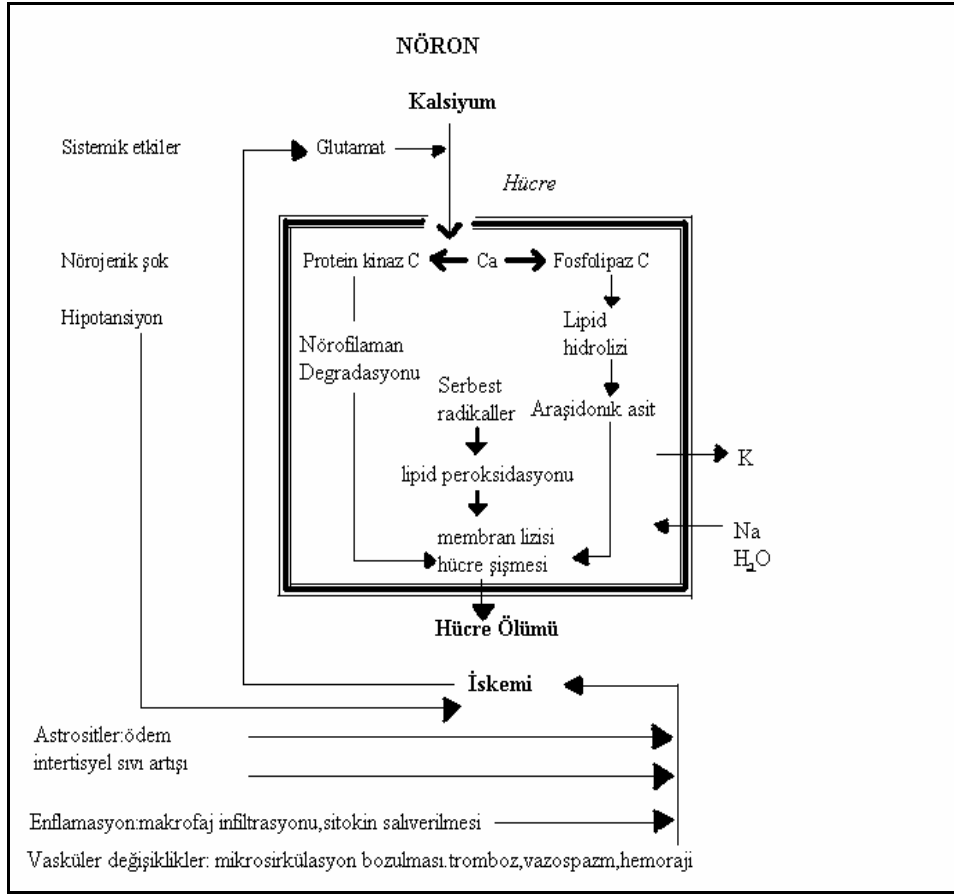 NÖRON
Kalsiyum
Sistemik etkiler
Glutamat
Hücre
Nörojenik şok
Protein kinaz C
Ca
Fosfolipaz C
Hipotansiyon
Lipid
hidrolizi
Nörofilaman
Degradasyonu
Serbest
radikaller
Araşidonik asit
K
lipid peroksidasyonu
Na
H₂O
membran lizisi
hücre şişmesi
Hücre Ölümü
İskemi
Astrositler:ödem
intertisyel sıvı artışı
Enflamasyon:makrofaj infiltrasyonu,sitokin salıverilmesi
Vasküler değişiklikler: mikrosirkülasyon bozulması.tromboz,vazospazm,hemoraji